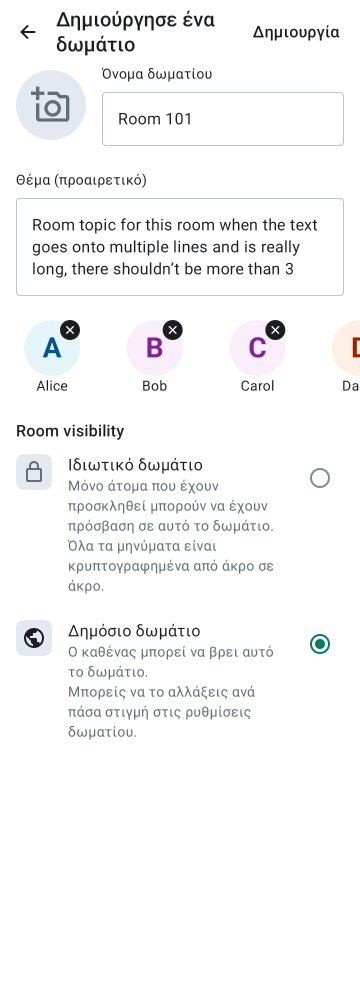 Δημιούργησε ένα
δωμάτιο
Δημιουργία
Όνομα δωματίου
Room 101
Θέμα (προαιρετικό)
Room topic for this room when the text
goes onto multiple lines and is really
long, there shouldn’t be more than 3
A
B
C
D
Alice
Bob
Carol
Da
Room visibility
Ιδιωτικό δωμάτιο
Μόνο άτομα που έχουν
προσκληθεί μπορούν να έχουν
πρόσβαση σε αυτό το δωμάτιο.
Όλα τα μηνύματα είναι
κρυπτογραφημένα από άκρο σε
άκρο.
Δημόσιο δωμάτιο
Ο καθένας μπορεί να βρει αυτό
το δωμάτιο.
Μπορείς να το αλλάξεις ανά
πάσα στιγμή στις ρυθμίσεις
δωματίου.